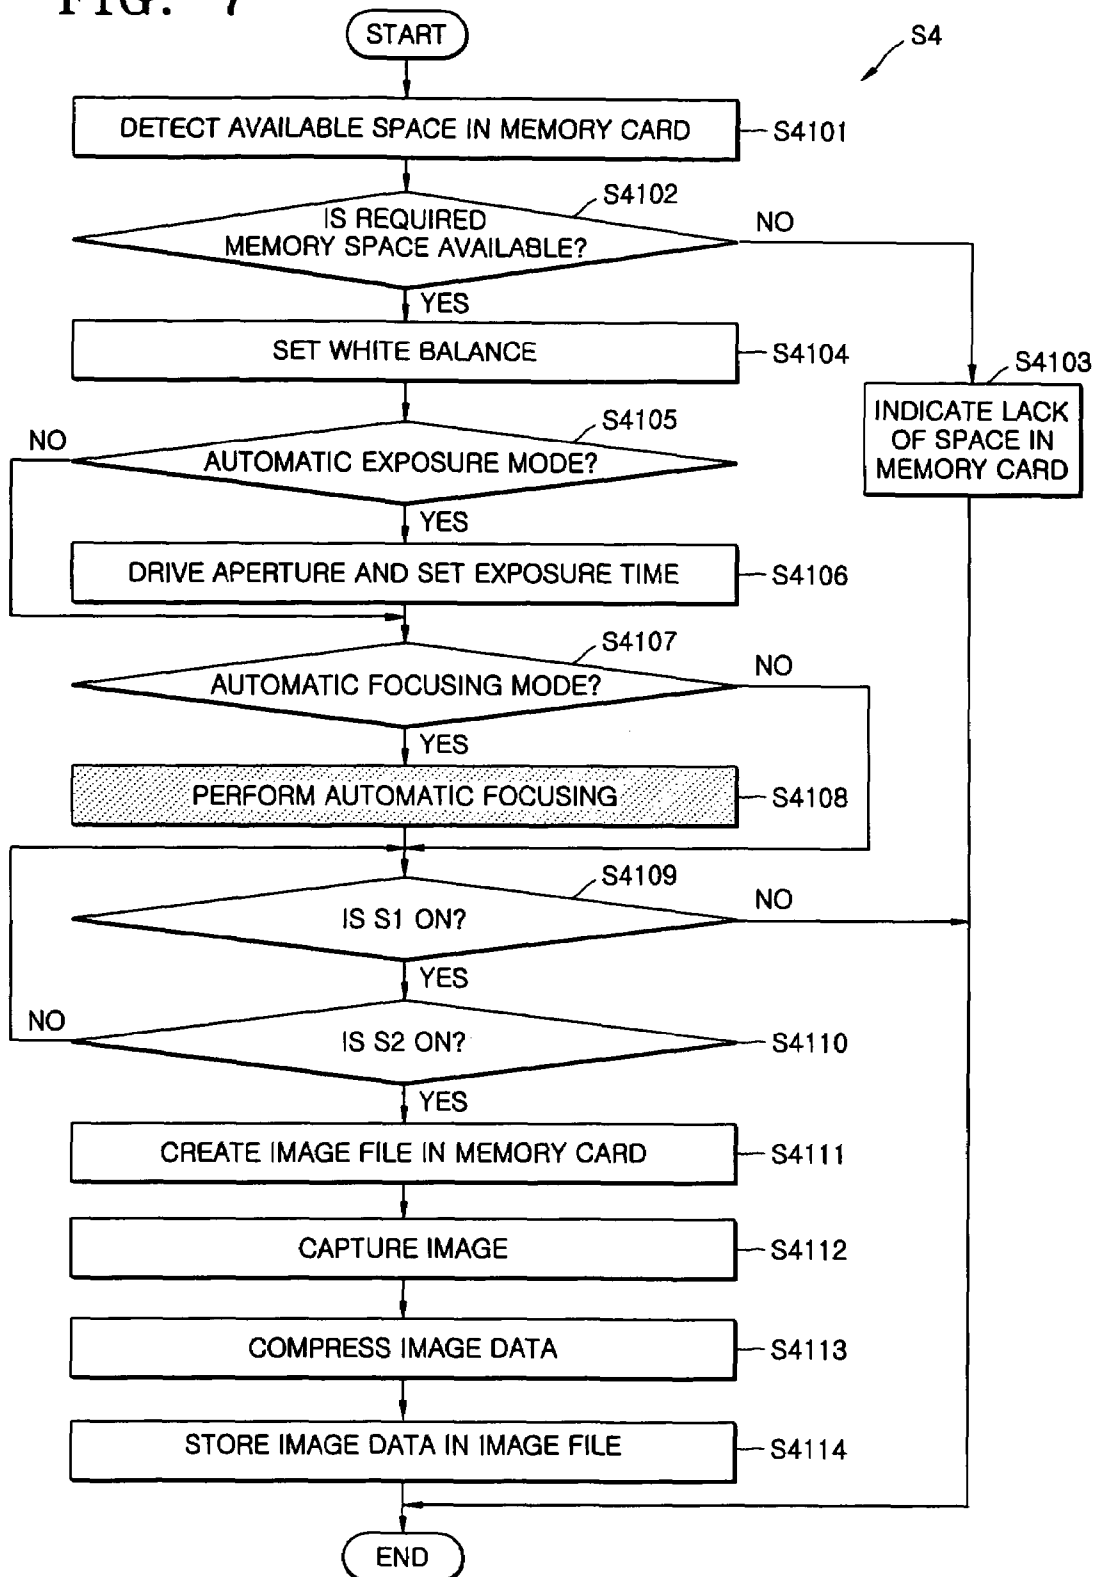 FIG. 7
START
S4
DETECT AVAILABLE SPACE IN MEMORY CARD
S4101
S4102
IS REQUIRED
MEMORY SPACE AVAILABLE?
NO
YES
SET WHITE BALANCE
S4104
S4103
INDICATE LACK
OF SPACE IN
MEMORY CARD
S4105
NO
AUTOMATIC EXPOSURE MODE?
YES
DRIVE APERTURE AND SET EXPOSURE TIME
S4106
S4107
NO
AUTOMATIC FOCUSING MODE?
YES
PERFORM AUTOMATIC FOCUSING
S4108
S4109
NO
IS S1 ON?
YES
NO
IS S2 ON?
S4110
YES
CREATE IMAGE FILE IN MEMORY CARD
S4111
CAPTURE IMAGE
S4112
COMPRESS IMAGE DATA
S4113
STORE IMAGE DATA IN IMAGE FILE
S4114
END